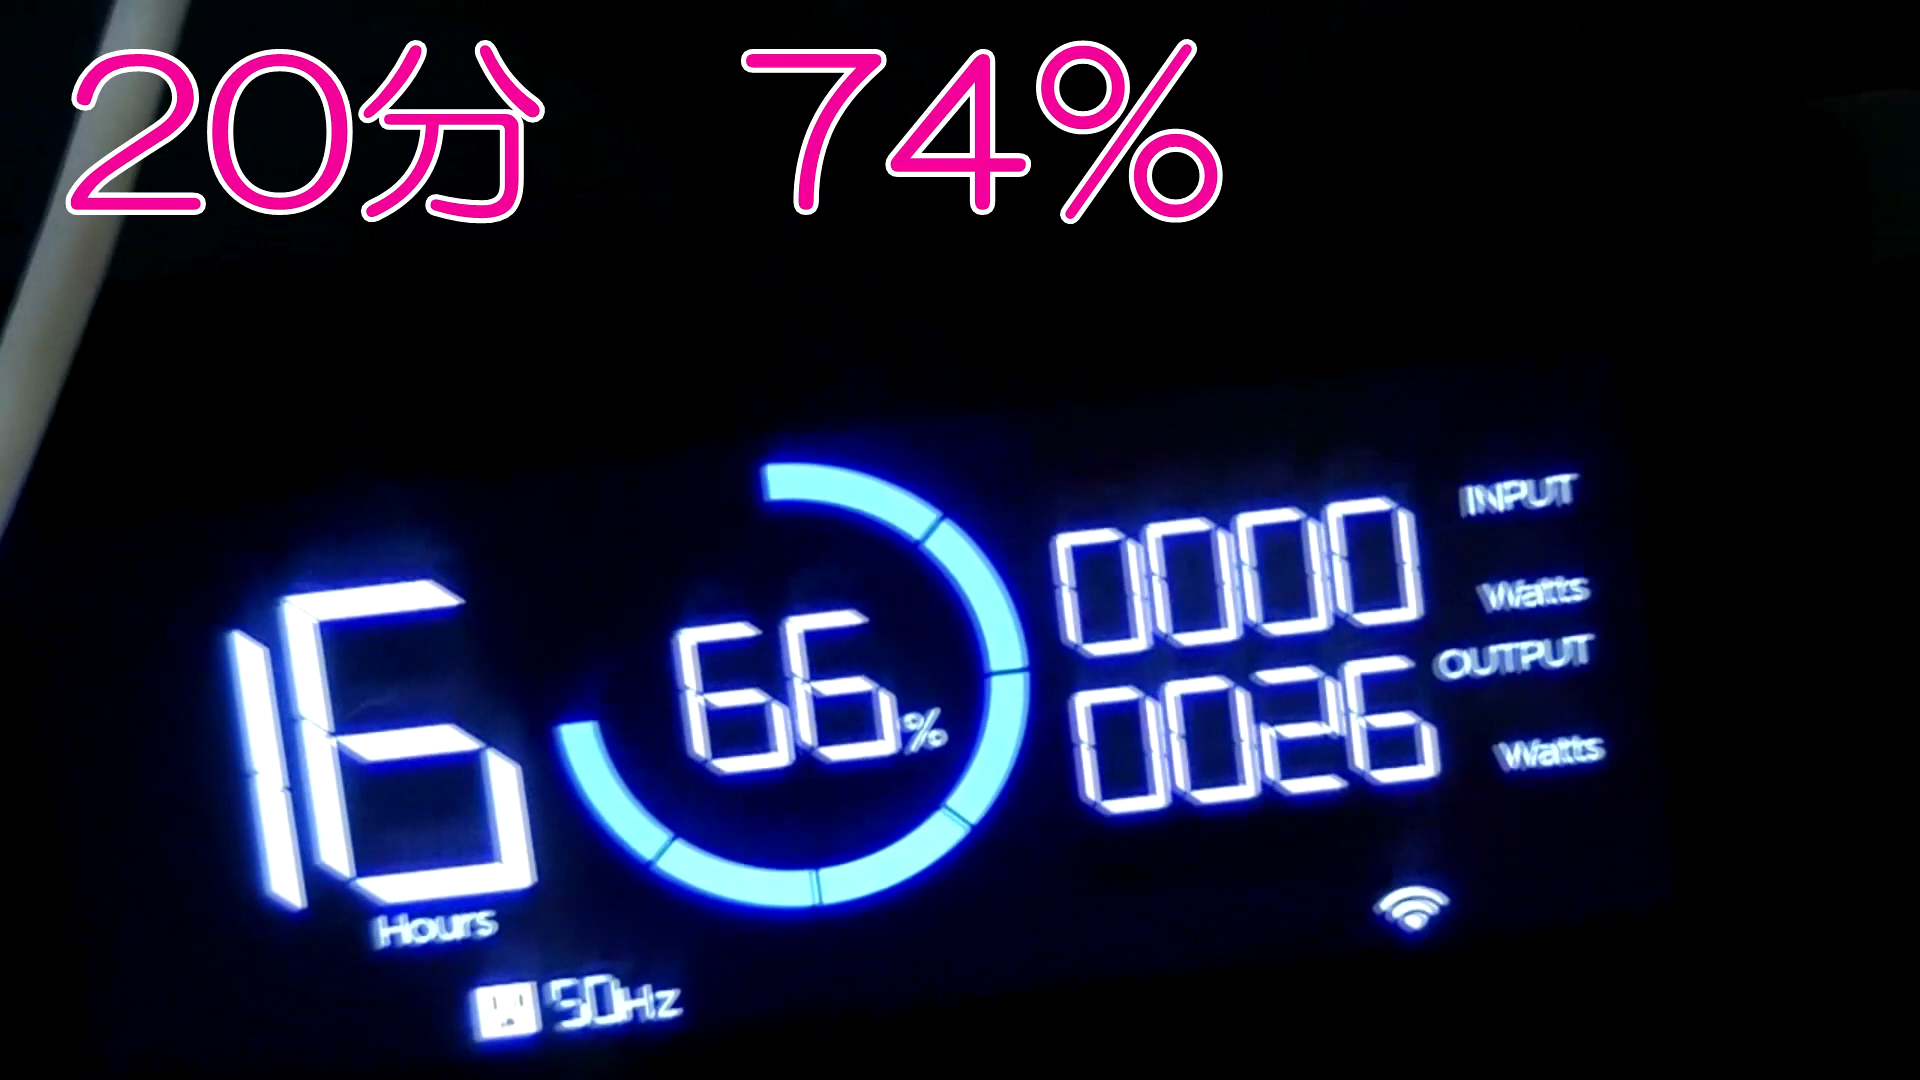 20分 74%
INPUT
0000
Watts
OUTPUT
0026
Watts
66%
16
Hours
50Hz